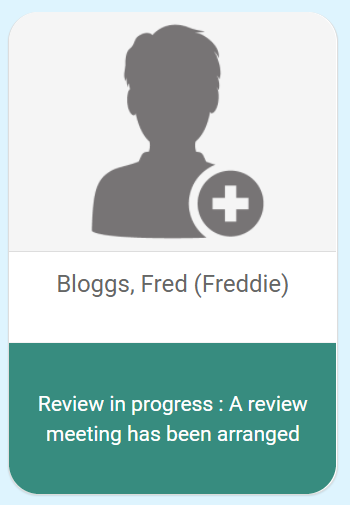 Bloggs, Fred (Freddie)
Review in progress : A review
meeting has been arranged